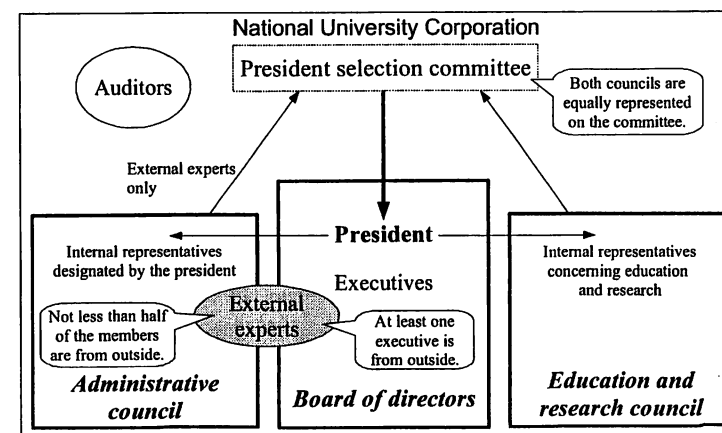 National University Corporation
President selection committee
Auditors
Both councils are
equally represented
on the committee.
External experts
only
President
Internal representatives
designated by the president
Internal representatives
concerning education
and research
Executives
External
experts
Not less than half
of the members
are from outside.
At least one
executive is
from outside.
Administrative
council
Board of directors
Education and
research council